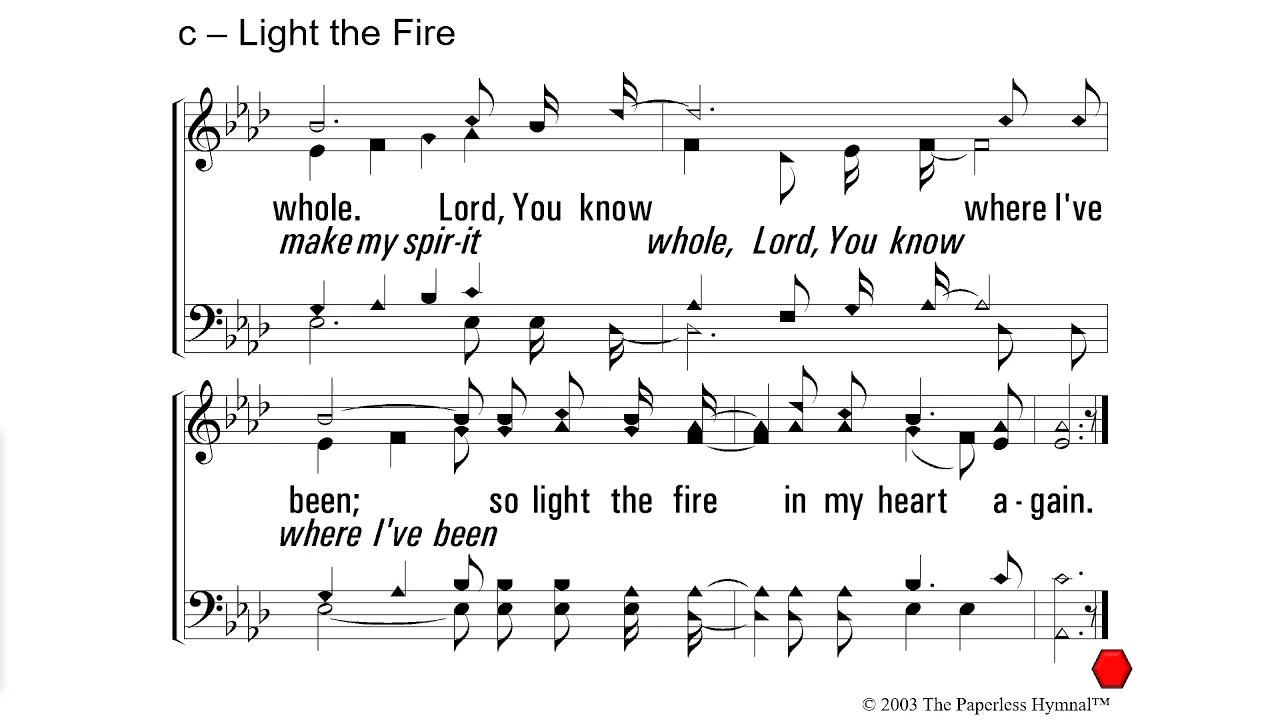 c – Light the Fire
whole. Lord, You know where I've
make my spir-it whole, Lord, You know
been; so light the fire in my heart a - gain.
where I've been
© 2003 The Paperless Hymnal™